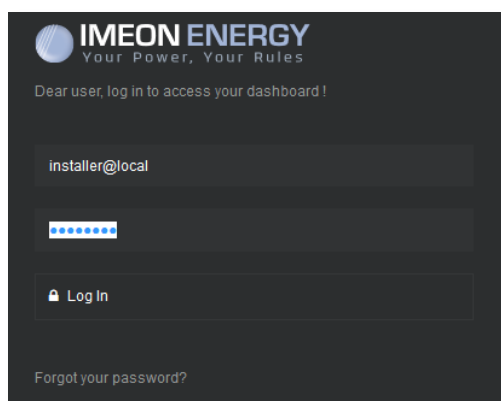 IMEON ENERGY
Your Power, Your Rules
Dear user, log in to access your dashboard !
installer@local
••••••••
Log In
Forgot your password?